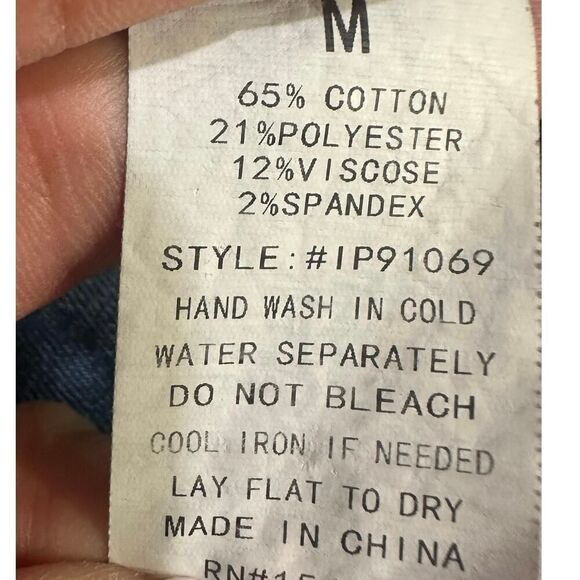 M
65% COTTON
21%POLYESTER
12%VISCOSE
2%SPANDEX
STYLE:#IP91069
HAND WASH IN COLD
WATER SEPARATELY
DO NOT BLEACH
COOL IRON IF NEEDED
LAY FLAT TO DRY
MADE IN CHINA